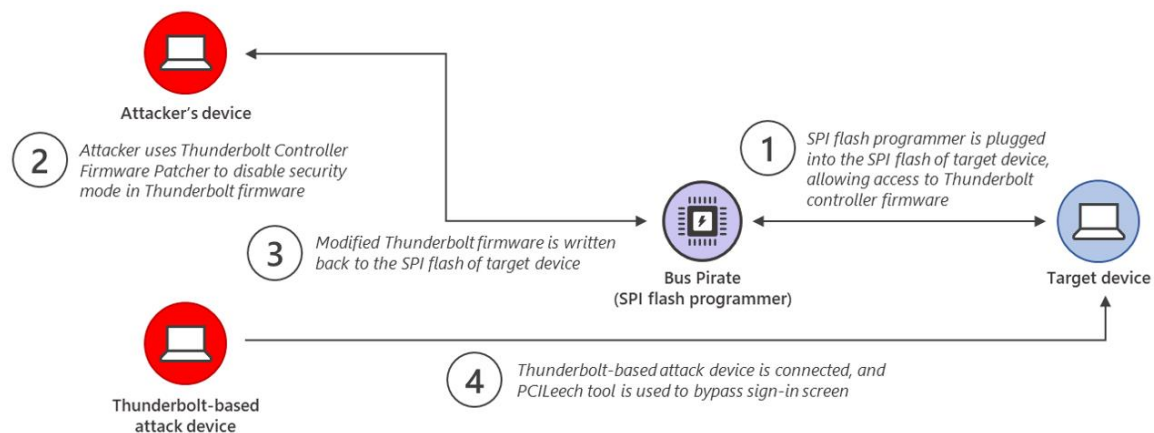 Attacker's device
2
Attacker uses Thunderbolt Controller
Firmware Patcher to disable security
mode in Thunderbolt firmware
1
SPI flash programmer is plugged
into the SPI flash of target device,
allowing access to Thunderbolt
controller firmware
3
Modified Thunderbolt firmware is written
back to the SPI flash of target device
Bus Pirate
(SPI flash programmer)
Target device
Thunderbolt-based
attack device
4
Thunderbolt-based attack device is connected, and
PCILeech tool is used to bypass sign-in screen